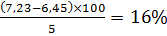 (7,23−6,45)×100
5
= 16%